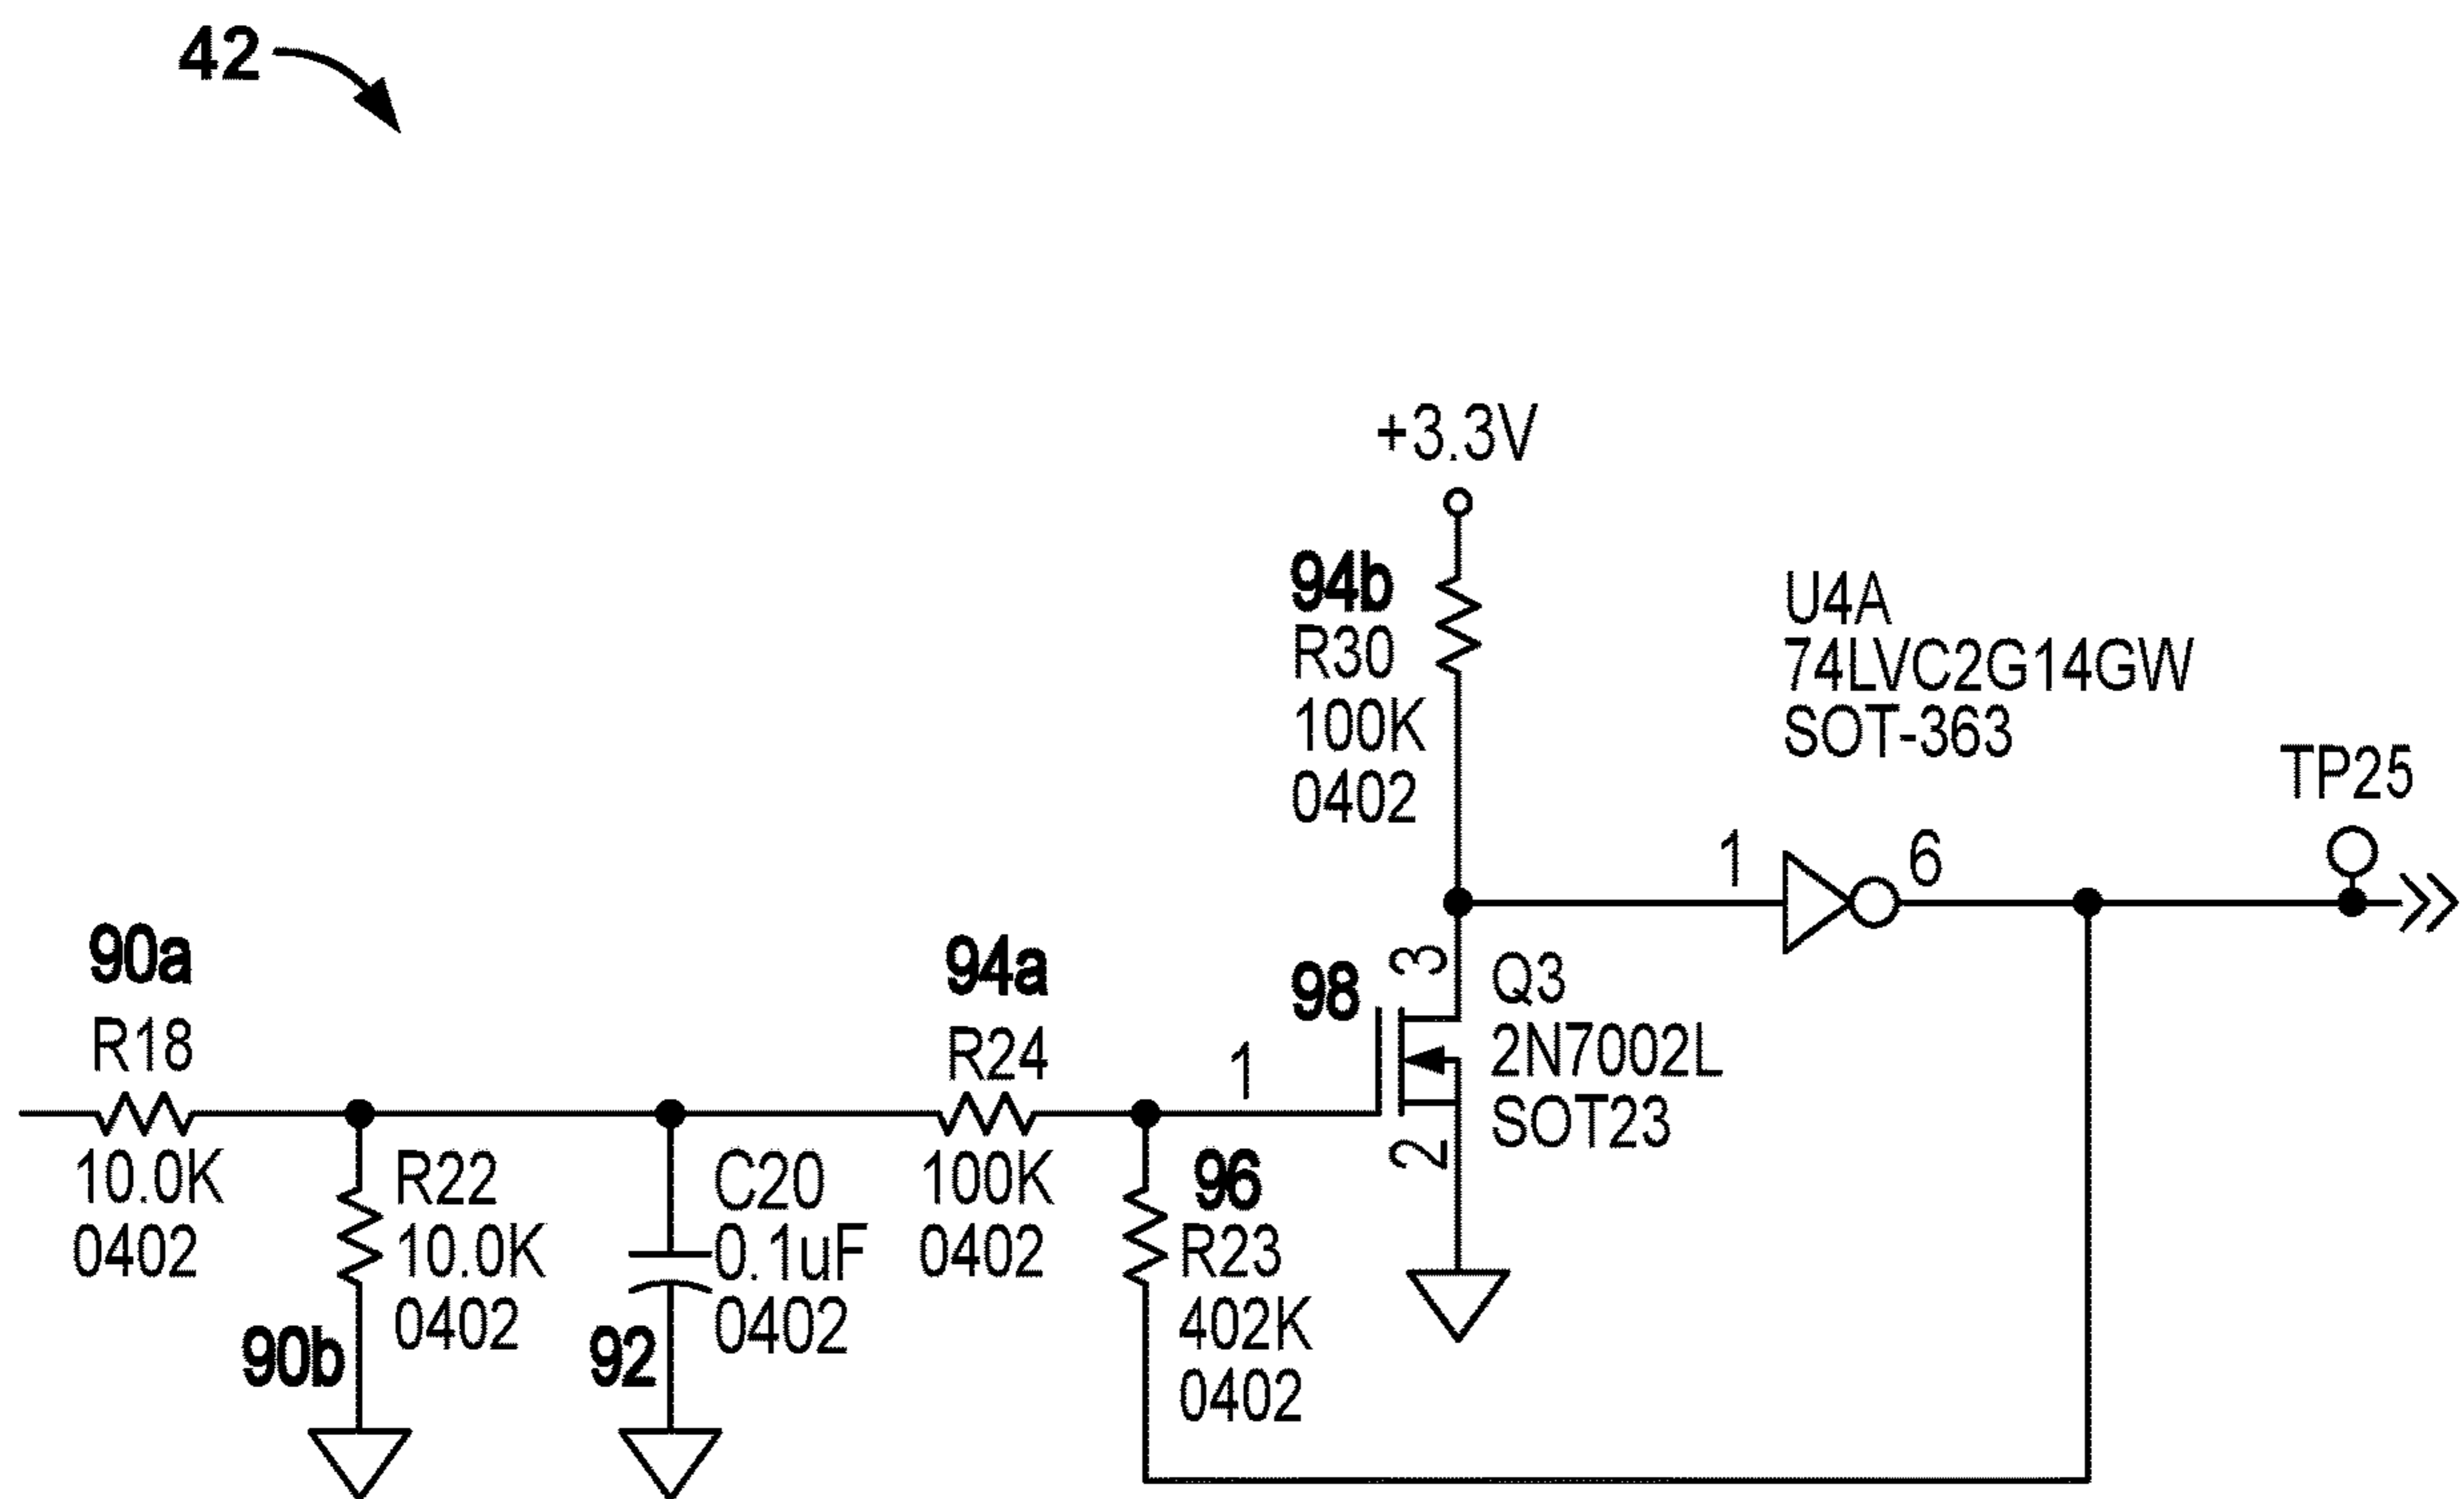 42
+3.3V
94b
R30
100K
0402
U4A
74LVC2G14GW
SOT-363
TP25
1
6
90a
R18
10.0K
0402
R22
10.0K
0402
90b
C20
0.1uF
0402
92
94a
R24
100K
0402
1
98
3
2
Q3
2N7002L
SOT23
96
R23
402K
0402